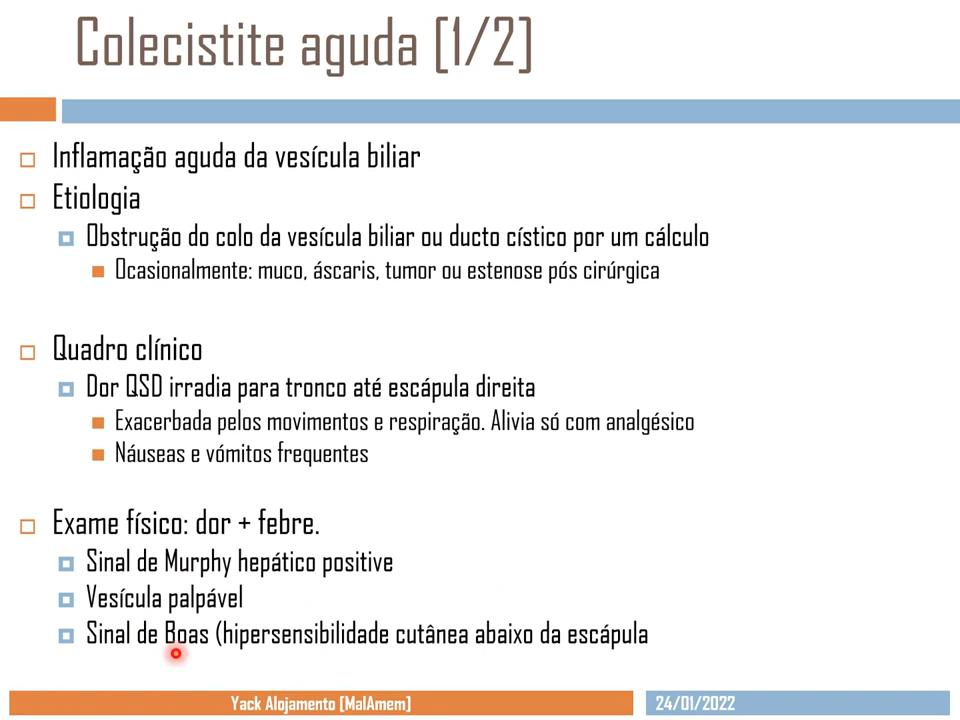 Colecistite aguda [1/2]
Inflamação aguda da vesícula biliar
Etiologia
Obstrução do colo da vesícula biliar ou ducto cístico por um cálculo
Ocasionalmente: muco, áscaris, tumor ou estenose pós cirúrgica
Quadro clínico
Dor QSD irradia para tronco até escápula direita
Exacerbada pelos movimentos e respiração. Alivia só com analgésico
Náuseas e vómitos frequentes
Exame físico: dor + febre.
Sinal de Murphy hepático positive
Vesícula palpável
Sinal de Boas (hipersensibilidade cutânea abaixo da escápula
Yack Alojamento [MalAmem]
24/01/2022